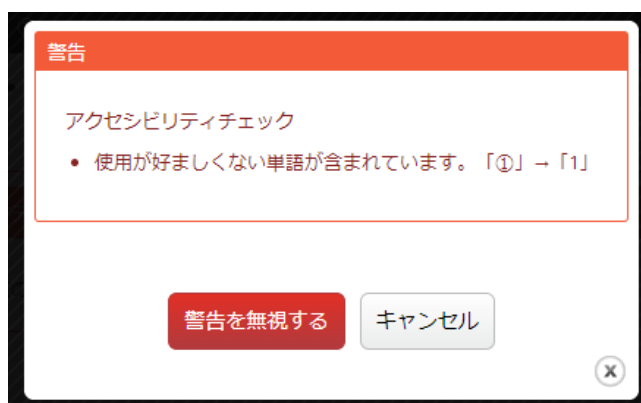 警告
アクセシビリティチェック
• 使用が好ましくない単語が含まれています。「①」→「1」
警告を無視する
キャンセル
x